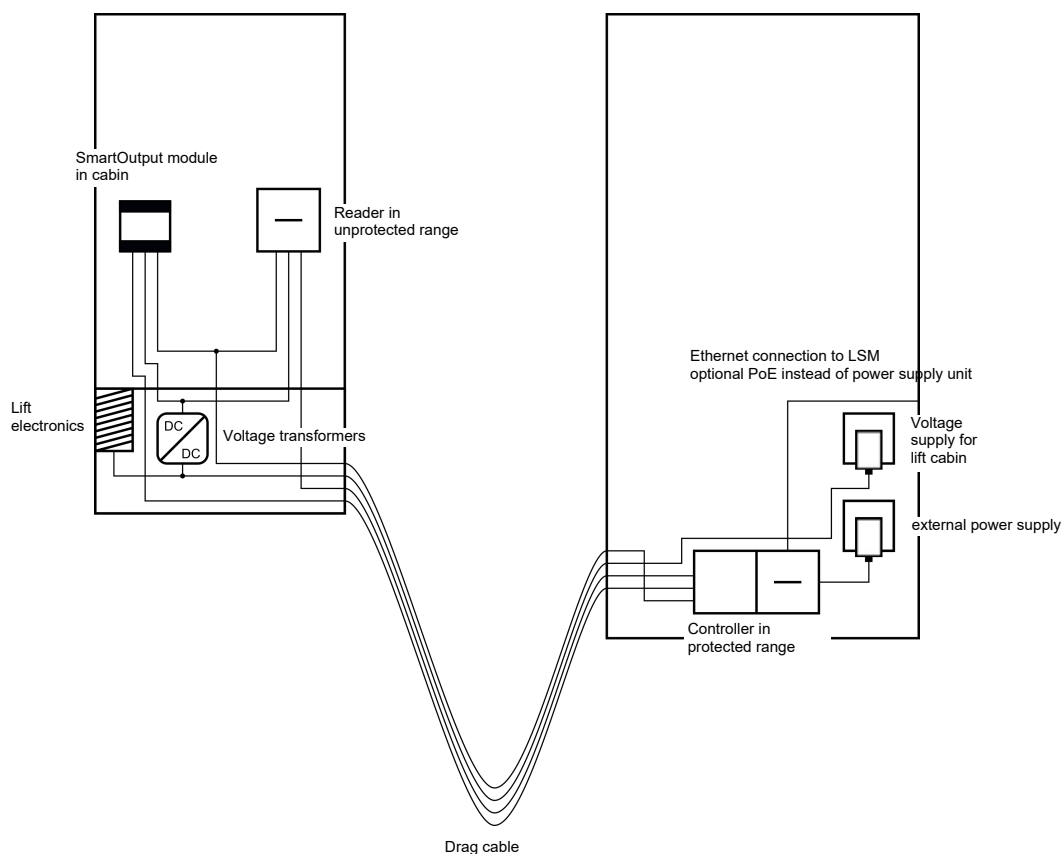 SmartOutput module
in cabin
Reader in
unprotected range
Ethernet connection to LSM
optional PoE instead of power supply unit
Lift
electronics
DC
DC
Voltage transformers
Voltage
supply for
lift cabin
external power supply
Controller in
protected range
Drag cable